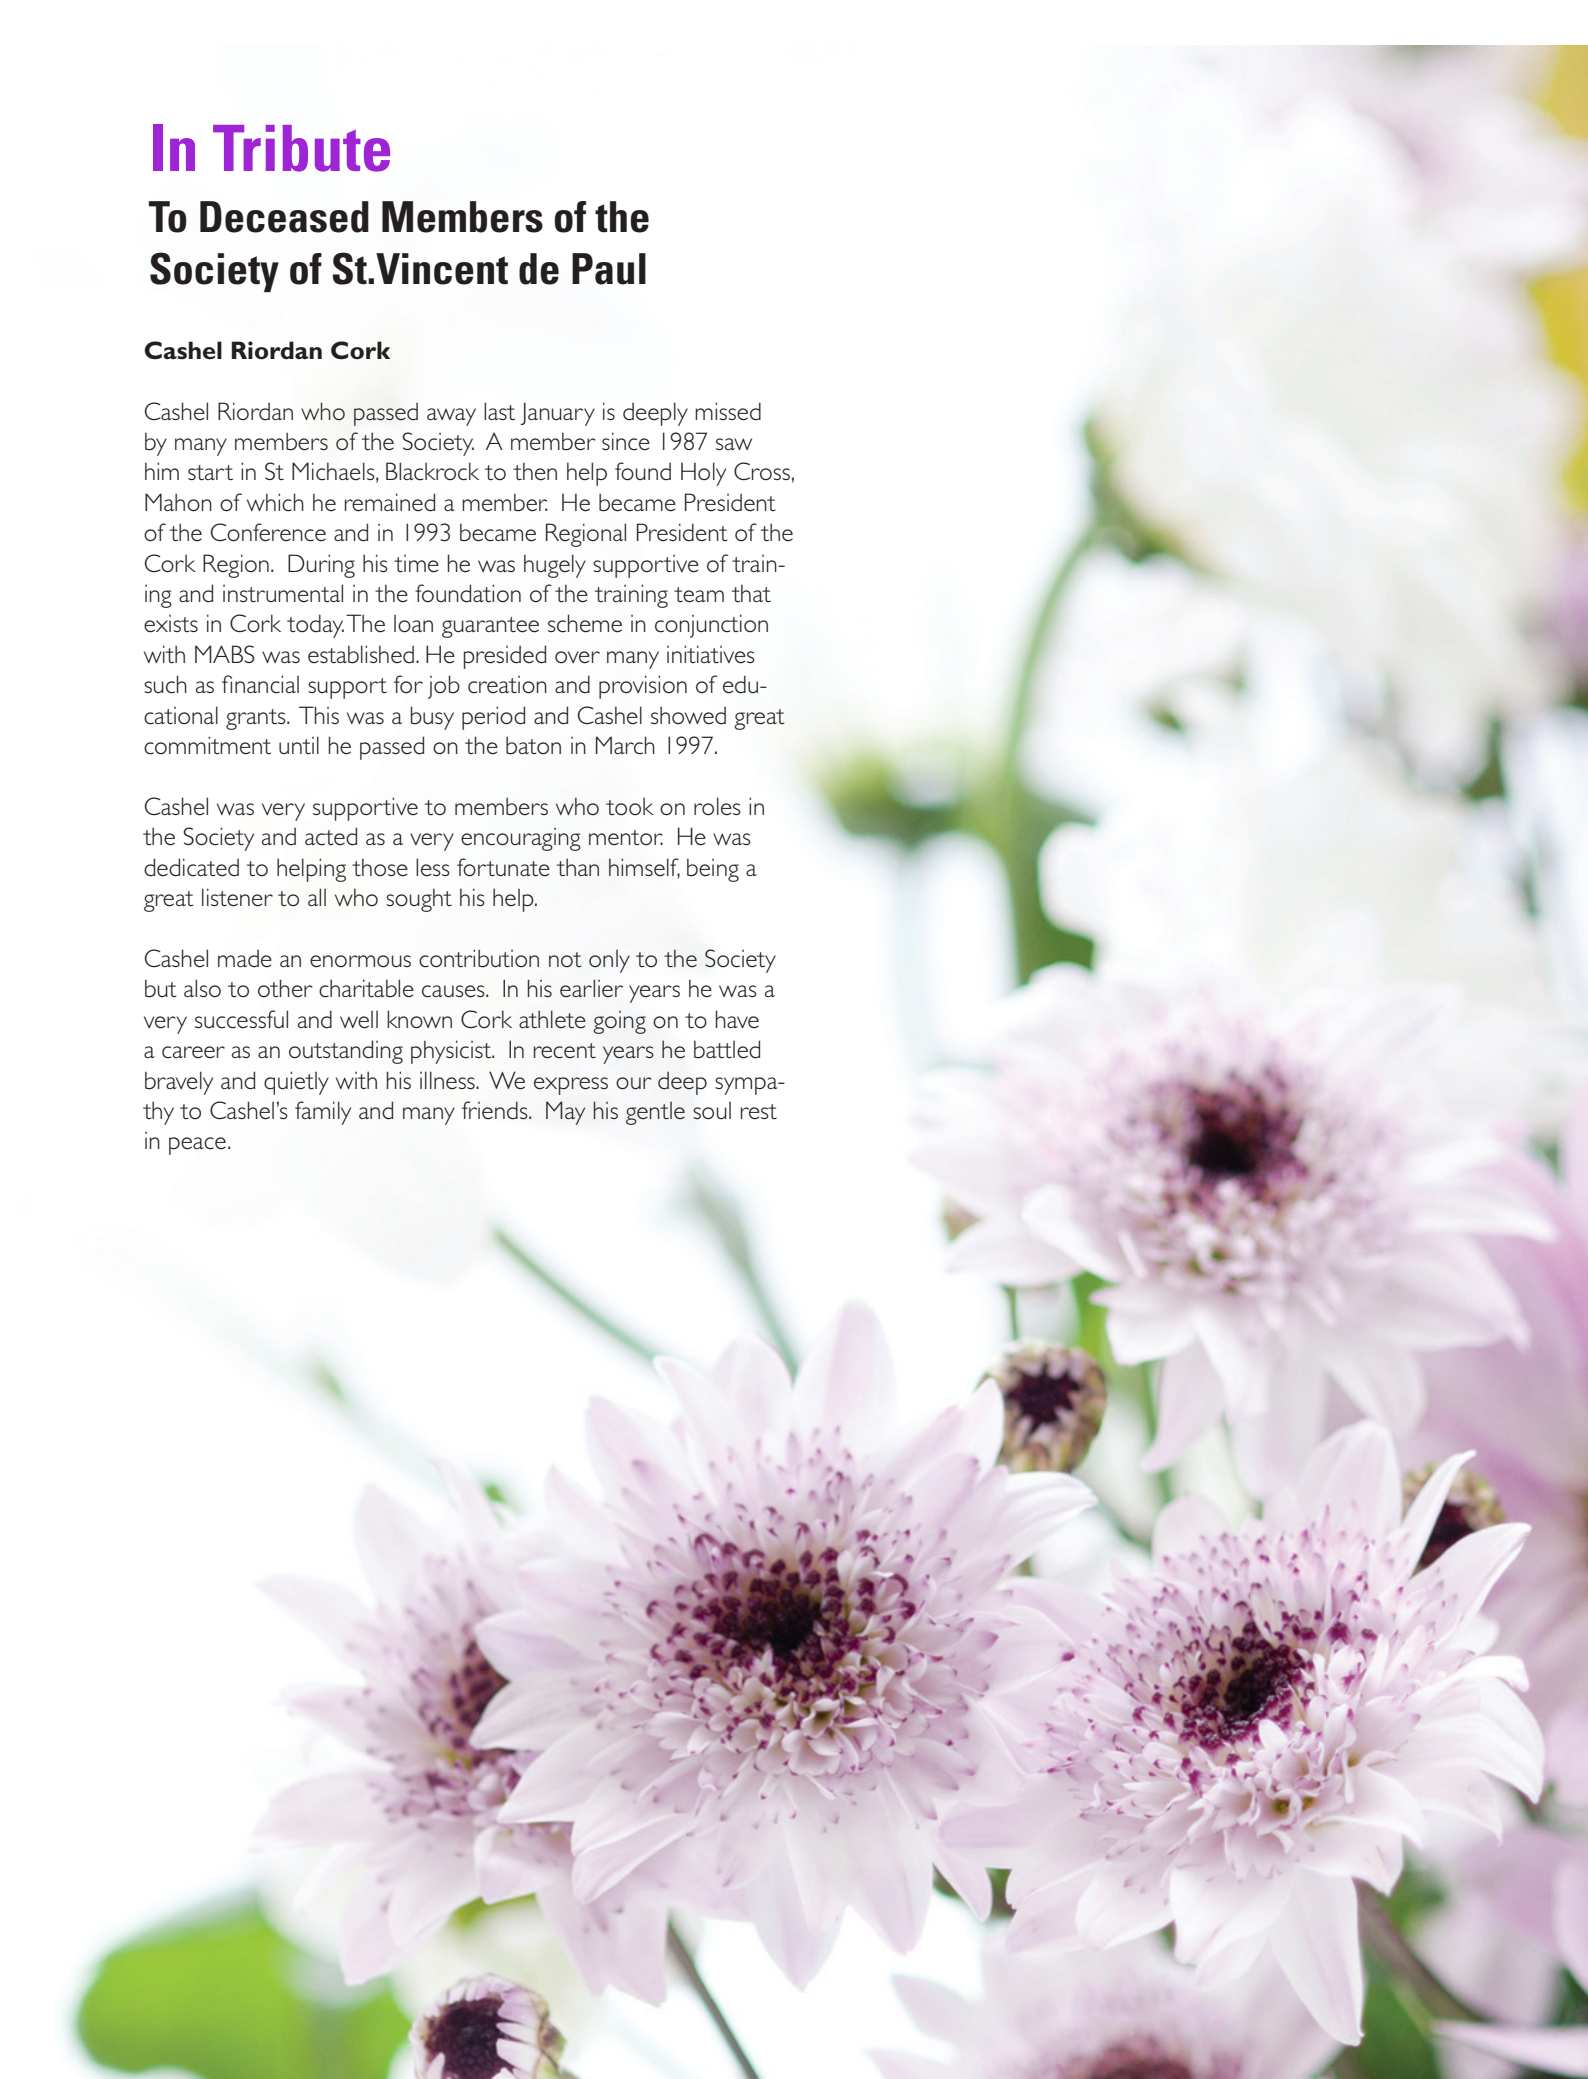 In Tribute
To Deceased Members of the
Society of St.Vincent de Paul
Cashel Riordan Cork
Cashel Riordan who passed away last January is deeply missed
by many members of the Society.  A member since 1987 saw
him start in St Michaels, Blackrock to then help found Holy Cross,
Mahon of which he remained a member.  He became President
of the Conference and in 1993 became Regional President of the
Cork Region.  During his time he was hugely supportive of train-
ing and instrumental in the foundation of the training team that
exists in Cork today.The loan guarantee scheme in conjunction
with MABS was established. He presided over many initiatives
such as financial support for job creation and provision of edu-
cational grants.  This was a busy period and Cashel showed great
commitment until he passed on the baton in March 1997.
Cashel was very supportive to members who took on roles in
the Society and acted as a very encouraging mentor.  He was
dedicated to helping those less fortunate than himself, being a
great listener to all who sought his help.
Cashel made an enormous contribution not only to the Society
but also to other charitable causes.  In his earlier years he was a
very successful and well known Cork athlete going on to have
a career as an outstanding physicist.  In recent years he battled
bravely and quietly with his illness.  We express our deep sympa-
thy to Cashel’s family and many friends.  May his gentle soul rest
in peace.